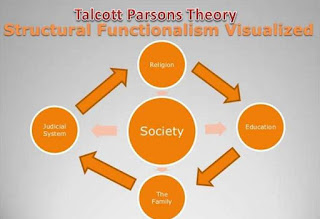 Talcott Parsons Theory
Structural Functionalism Visualized
Religion
Judicial
System
Society
Education
The
Family